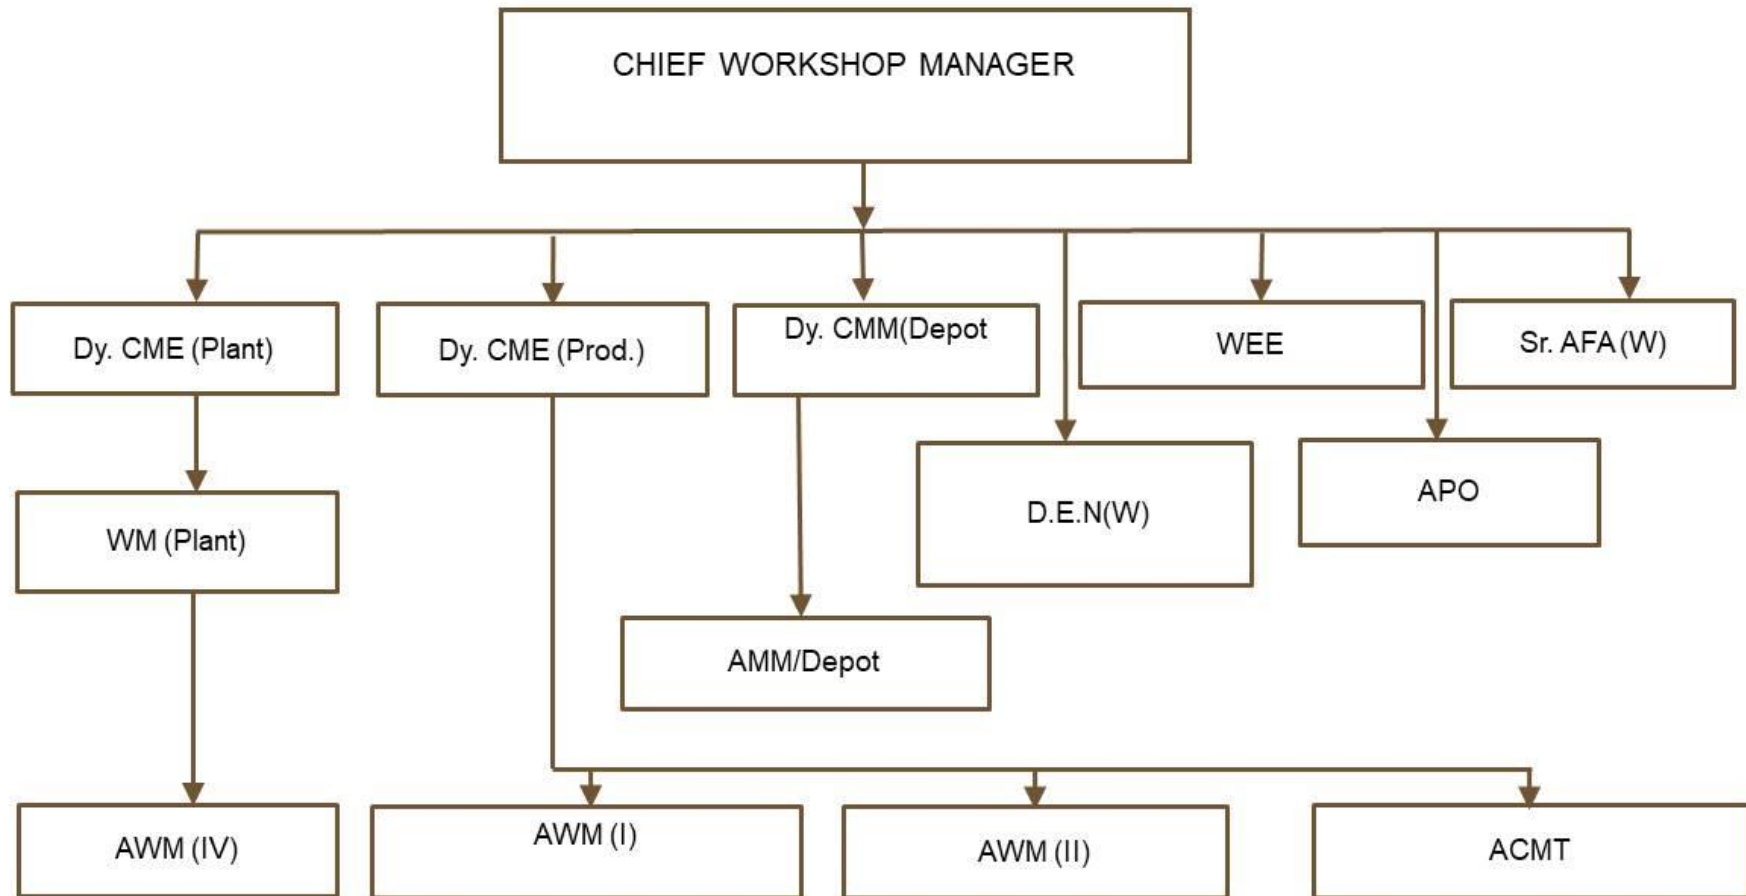 CHIEF WORKSHOP MANAGER
Dy. CME (Plant)
Dy. CME (Prod.)
Dy. CMM(Depot
WEE
Sr. AFA (W)
WM (Plant)
D.E.N(W)
APO
AMM/Depot
AWM (IV)
AWM (I)
AWM (II)
ACMT